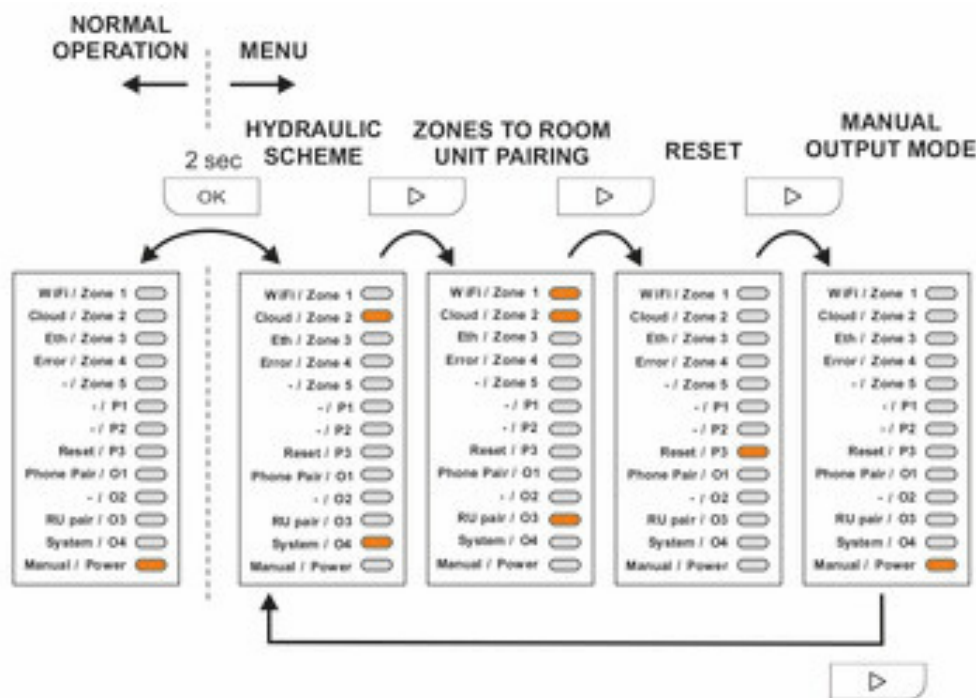 NORMAL
OPERATION
MENU
HYDRAULIC
SCHEME
ZONES TO ROOM
UNIT PAIRING
RESET
MANUAL
OUTPUT MODE
2 sec
OK
WiFi / Zone 1
Cloud / Zone 2
Eth / Zone 3
Error / Zone 4
- / Zone 5
- / P1
- / P2
Reset / P3
Phone Pair / O1
- / O2
RU pair / O3
System / O4
Manual / Power
WiFi / Zone 1
Cloud / Zone 2
Eth / Zone 3
Error / Zone 4
- / Zone 5
- / P1
- / P2
Reset / P3
Phone Pair / O1
- / O2
RU pair / O3
System / O4
Manual / Power
WiFi / Zone 1
Cloud / Zone 2
Eth / Zone 3
Error / Zone 4
- / Zone 5
- / P1
- / P2
Reset / P3
Phone Pair / O1
- / O2
RU pair / O3
System / O4
Manual / Power
WiFi / Zone 1
Cloud / Zone 2
Eth / Zone 3
Error / Zone 4
- / Zone 5
- / P1
- / P2
Reset / P3
Phone Pair / O1
- / O2
RU pair / O3
System / O4
Manual / Power
WiFi / Zone 1
Cloud / Zone 2
Eth / Zone 3
Error / Zone 4
- / Zone 5
- / P1
- / P2
Reset / P3
Phone Pair / O1
- / O2
RU pair / O3
System / O4
Manual / Power